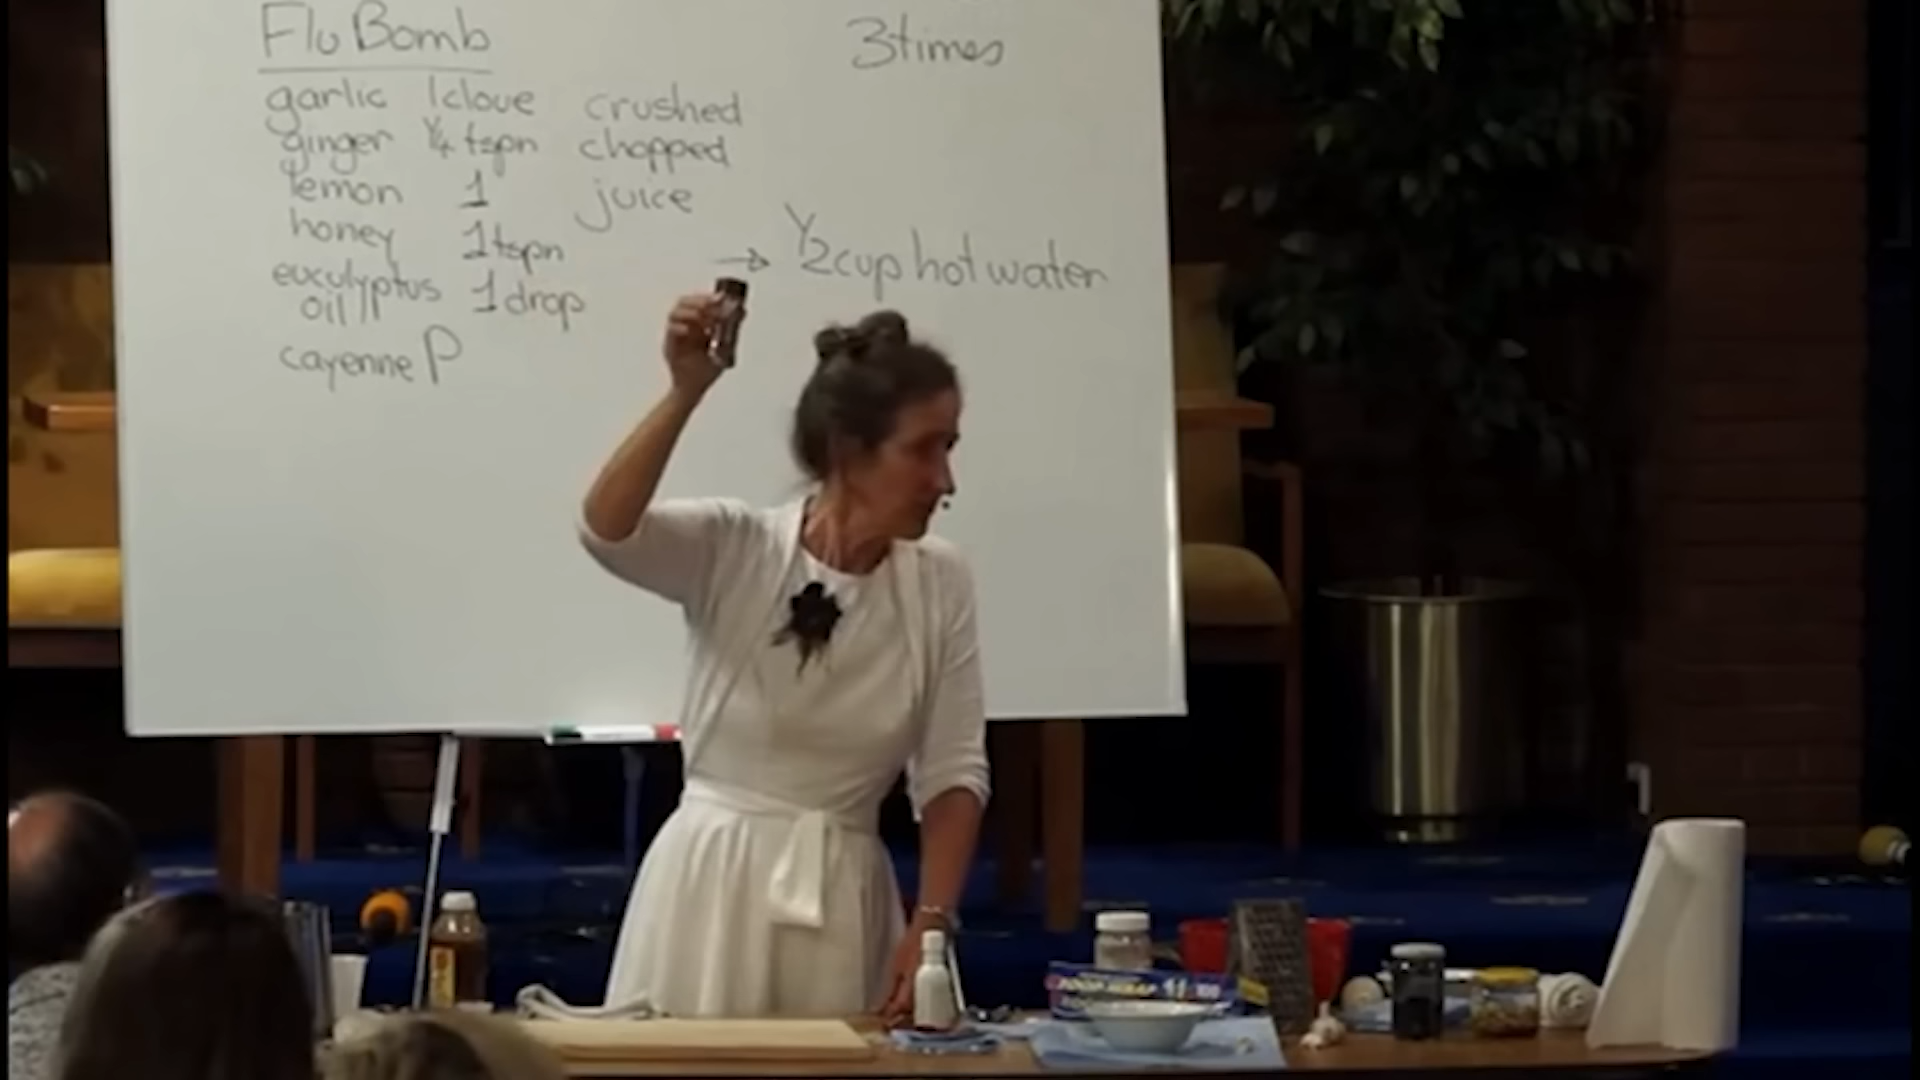 Flu Bomb
3times
garlic 1clove crushed
ginger 1/4 tspn chopped
lemon 1 juice
honey 1tspn
→ 1/2cup hot water
euculyptus
oil 1drop
cayenne P